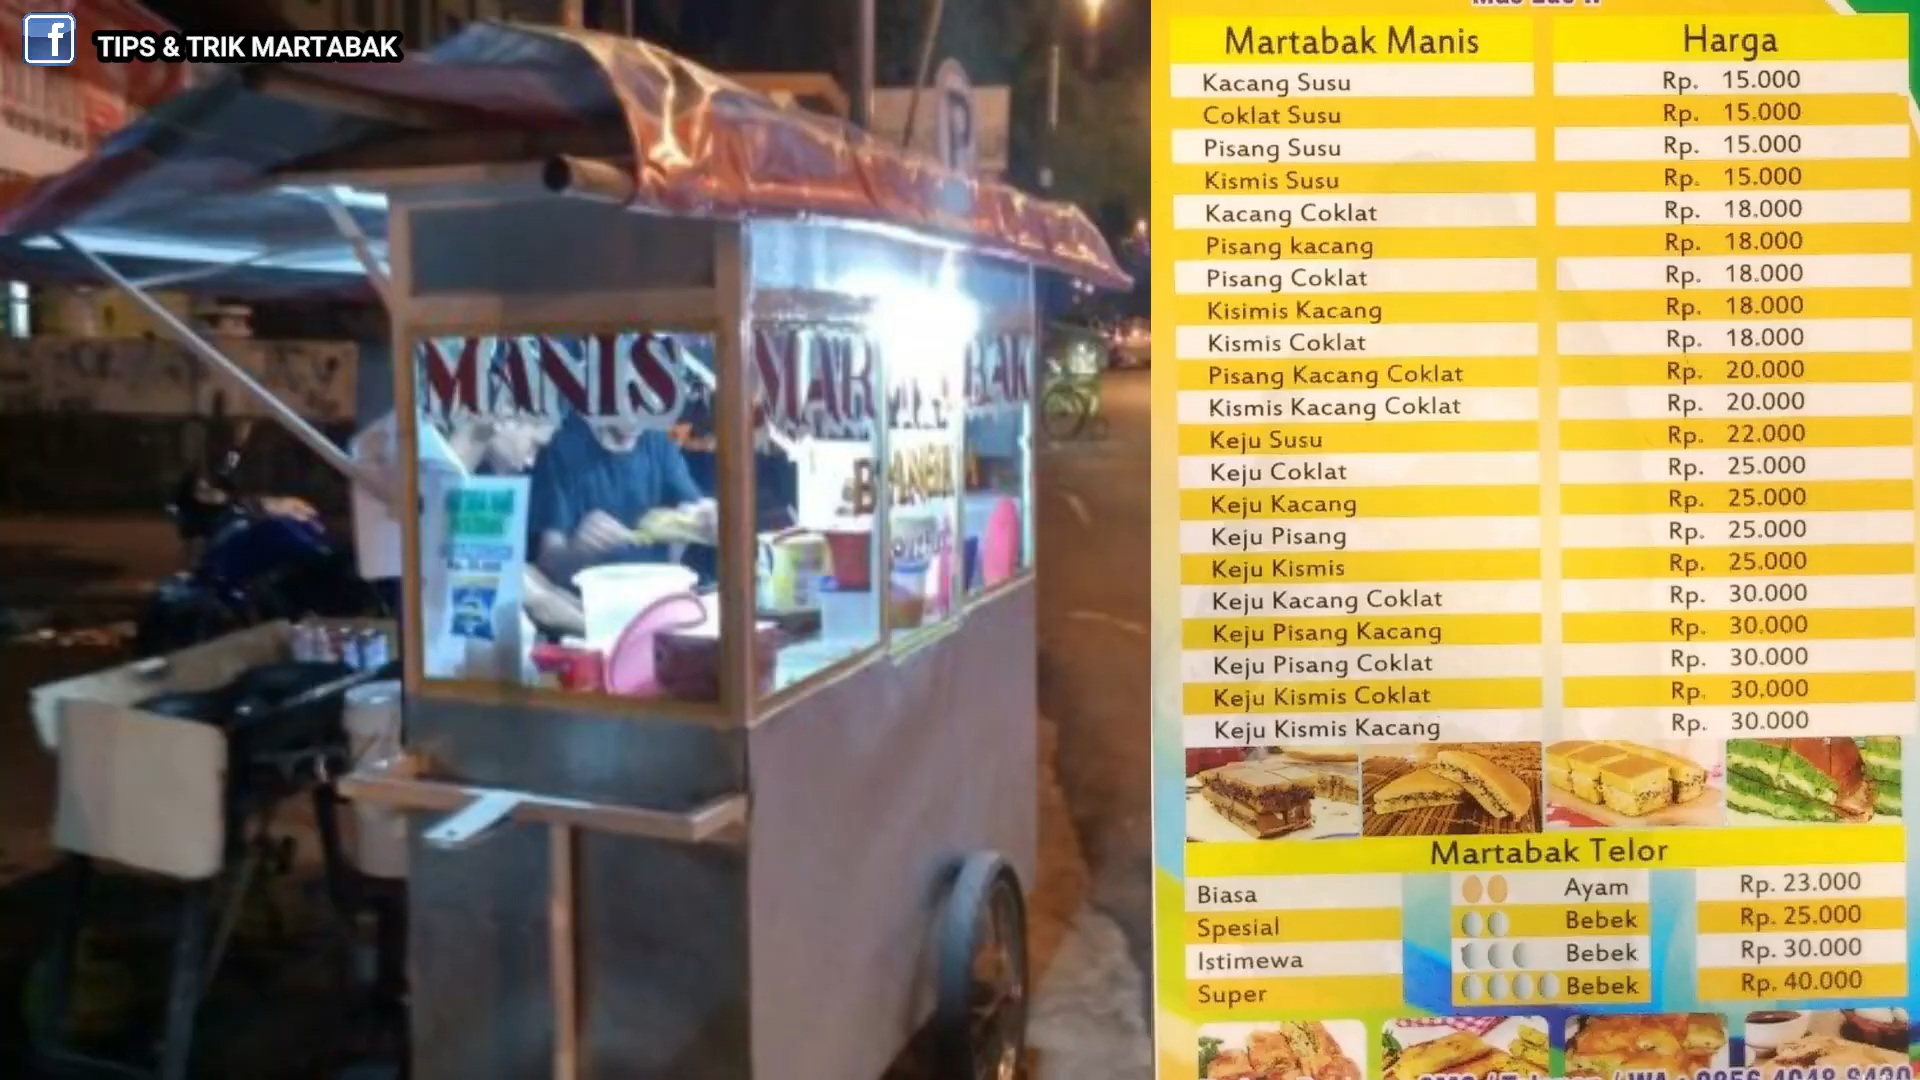 f TIPS & TRIK MARTABAK
MANIS
MAR BAK
BANGKA
Martabak Manis Harga
Kacang Susu Rp. 15.000
Coklat Susu Rp. 15.000
Pisang Susu Rp. 15.000
Kismis Susu Rp. 15.000
Kacang Coklat Rp. 18.000
Pisang kacang Rp. 18.000
Pisang Coklat Rp. 18.000
Kisimis Kacang Rp. 18.000
Kismis Coklat Rp. 18.000
Pisang Kacang Coklat Rp. 20.000
Kismis Kacang Coklat Rp. 20.000
Keju Susu Rp. 22.000
Keju Coklat Rp. 25.000
Keju Kacang Rp. 25.000
Keju Pisang Rp. 25.000
Keju Kismis Rp. 25.000
Keju Kacang Coklat Rp. 30.000
Keju Pisang Kacang Rp. 30.000
Keju Pisang Coklat Rp. 30.000
Keju Kismis Coklat Rp. 30.000
Keju Kismis Kacang Rp. 30.000
Martabak Telor
Biasa Ayam Rp. 23.000
Spesial Bebek Rp. 25.000
Istimewa Bebek Rp. 30.000
Super Bebek Rp. 40.000